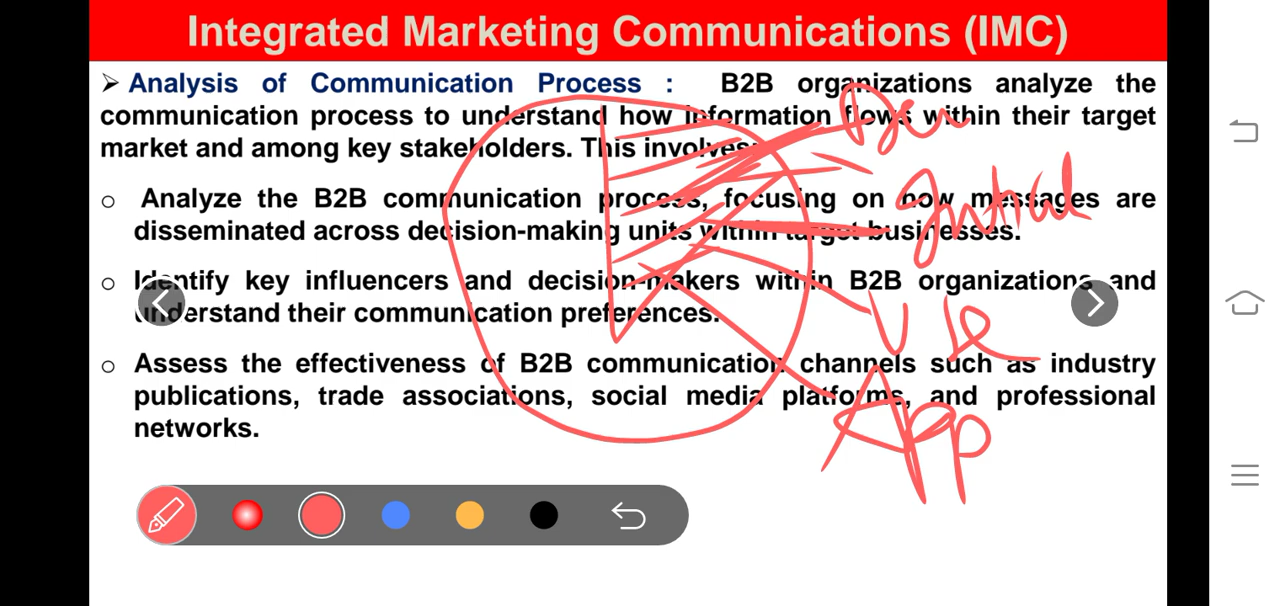 Integrated Marketing Communications (IMC)
➢ Analysis of Communication Process : B2B organizations analyze the
communication process to understand how information flows within their target
market and among key stakeholders. This involves:
o Analyze the B2B communication process, focusing on how messages are
disseminated across decision-making units within target businesses.
o Identify key influencers and decision-makers within B2B organizations and
understand their communication preferences.
o Assess the effectiveness of B2B communication channels such as industry
publications, trade associations, social media platforms, and professional
networks.
App